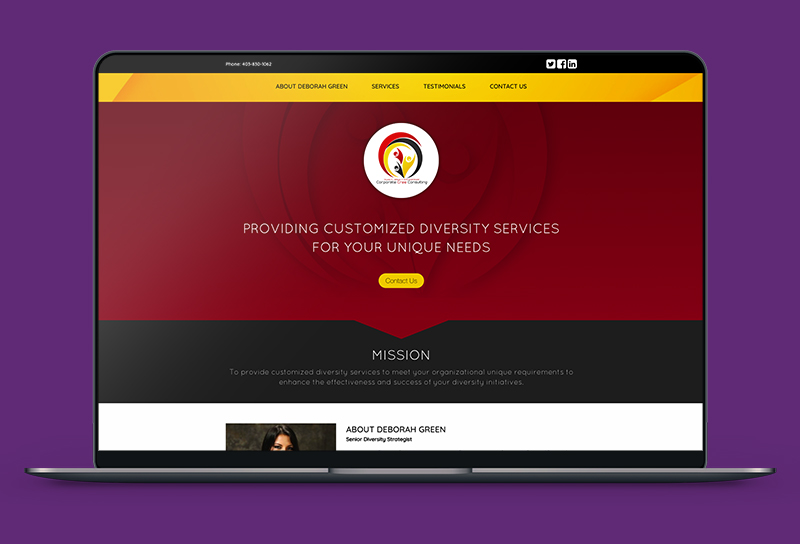 Phone: 403-830-1062
ABOUT DEBORAH GREEN SERVICES TESTIMONIALS CONTACT US
Corporate Cree Consulting
PROVIDING CUSTOMIZED DIVERSITY SERVICES
FOR YOUR UNIQUE NEEDS
Contact Us
MISSION
To provide customized diversity services to meet your organizational unique requirements to
enhance the effectiveness and success of your diversity initiatives.
ABOUT DEBORAH GREEN
Senior Diversity Strategist